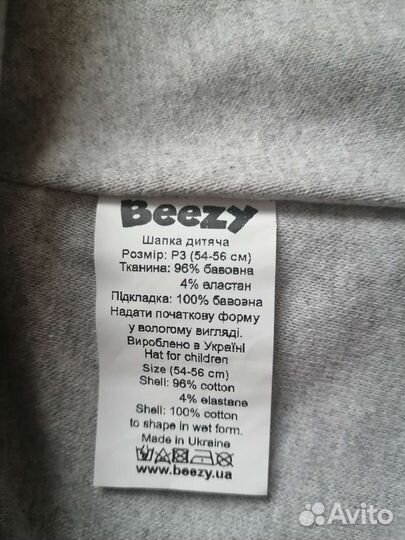 Beezy
Шапка дитяча
Розмір: Р3 (54-56 см)
Тканина: 96% бавовна
4% еластан
Підкладка: 100% бавовна
Надати початкову форму
у вологому вигляді.
Вироблено в Україні
Hat for children
Size (54-56 cm)
Shell: 96% cotton
4% elastane
Shell: 100% cotton
to shape in wet form.
Made in Ukraine
www.beezy.ua
Avito